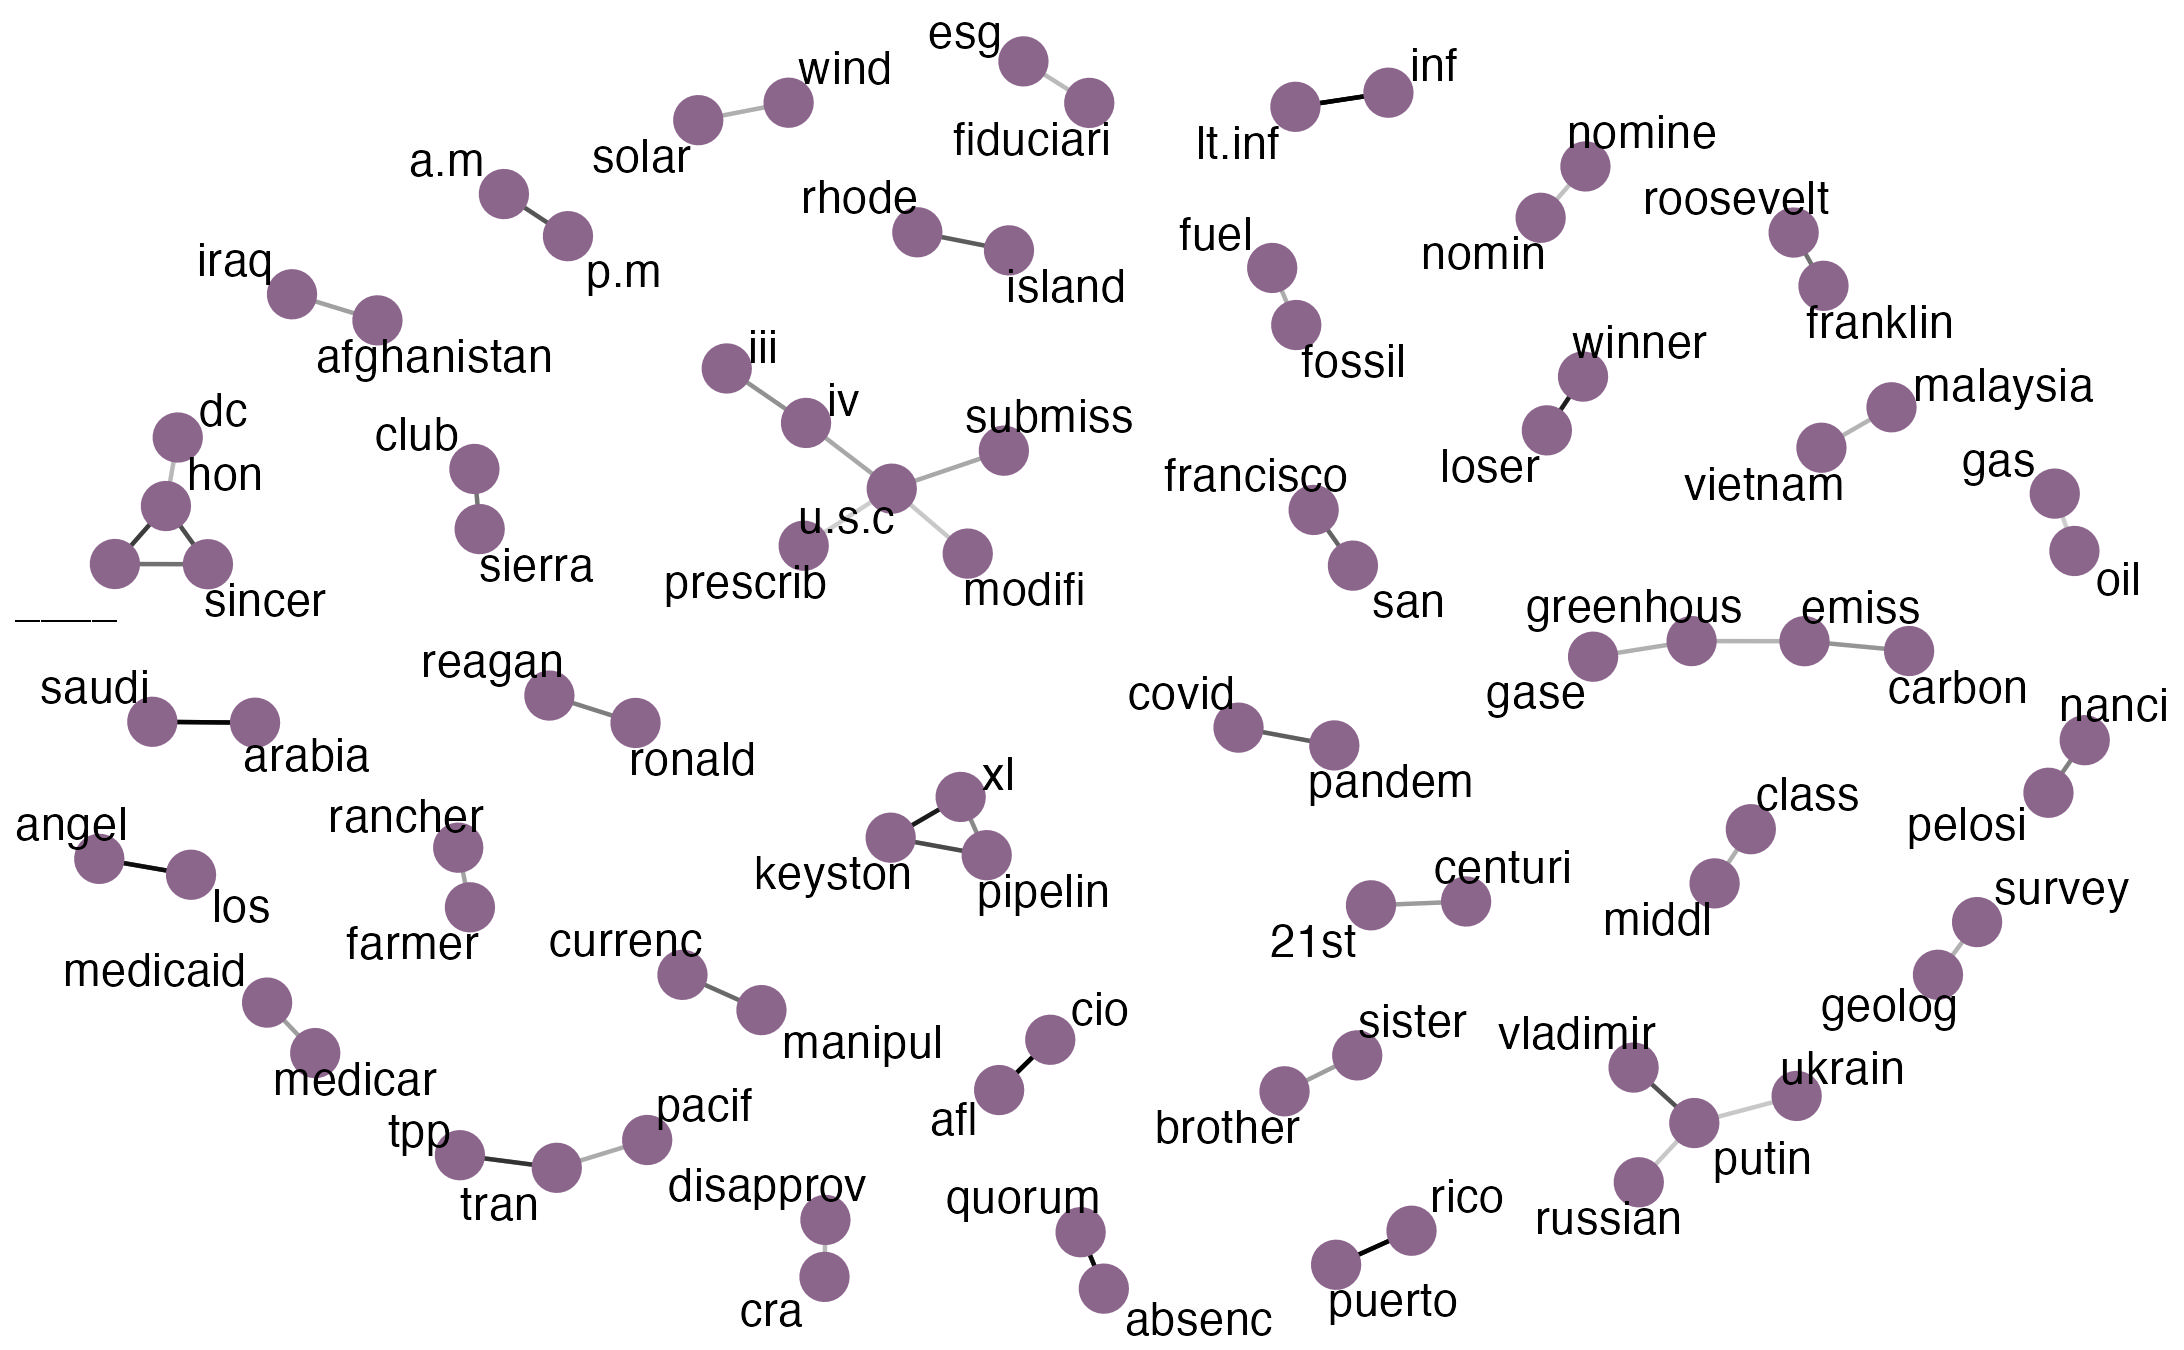 esg
wind
inf
fiduciari
solar
lt.inf
nomine
a.m
rhode
roosevelt
fuel
nomin
iraq
p.m
island
franklin
afghanistan
iii
fossil
winner
iv
malaysia
dc
club
submiss
hon
francisco
loser
vietnam
gas
u.s.c
sierra
prescrib
modifi
oil
sincer
san
greenhous
emiss
____
saudi
reagan
covid
gase
carbon
nanci
arabia
ronald
xl
pandem
class
angel
rancher
pelosi
keyston
pipelin
centuri
survey
los
farmer
currenc
21st
middl
medicaid
geolog
manipul
cio
sister
vladimir
medicar
ukrain
tpp
pacif
afl
brother
putin
tran
disapprov
quorum
rico
russian
cra
absenc
puerto